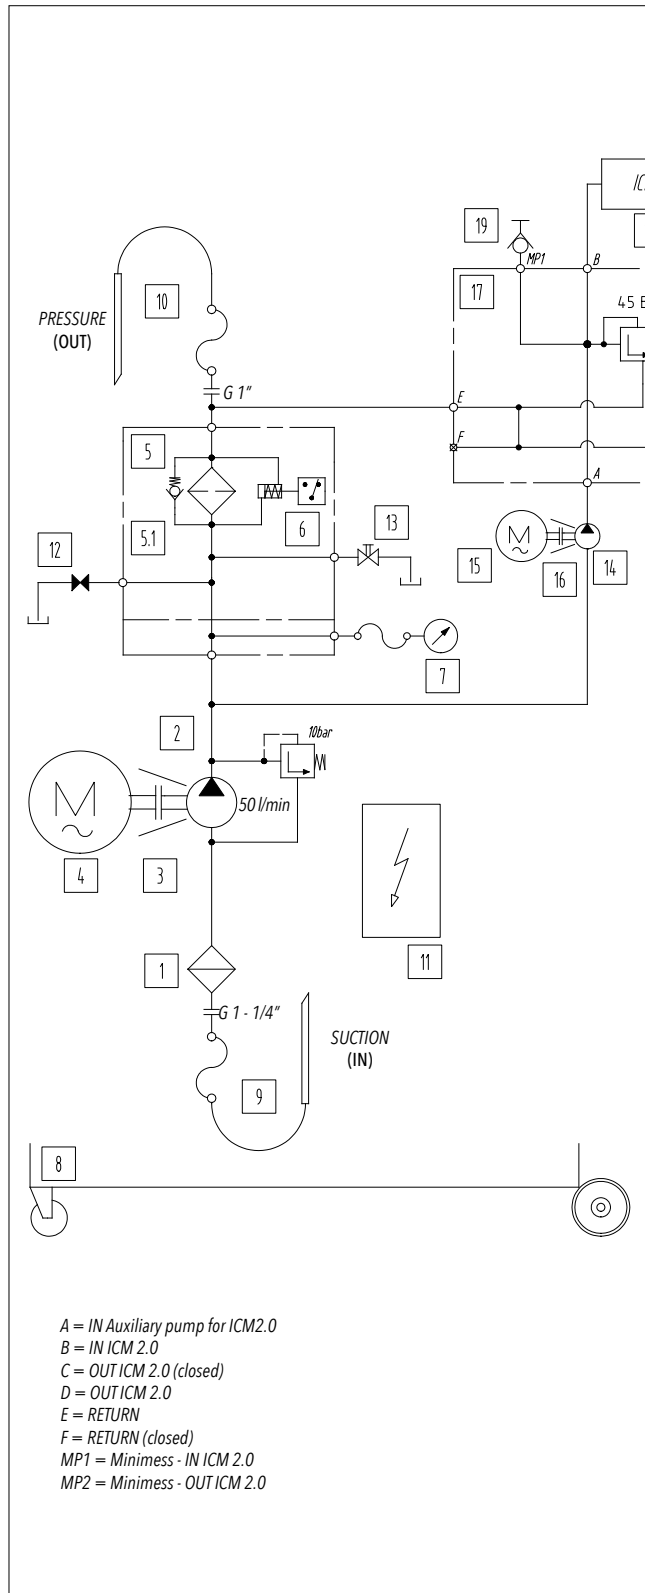 IC
19
MP1
B
17
10
45 B
PRESSURE
(OUT)
G 1"
E
5
F
A
6
13
5.1
12
M
15
16
14
7
2
10bar
M
50 l/min
4
3
11
1
G 1 - 1/4"
SUCTION
(IN)
9
8
A = IN Auxiliary pump for ICM2.0
B = IN ICM 2.0
C = OUT ICM 2.0 (closed)
D = OUT ICM 2.0
E = RETURN
F = RETURN (closed)
MP1 = Minimess - IN ICM 2.0
MP2 = Minimess - OUT ICM 2.0